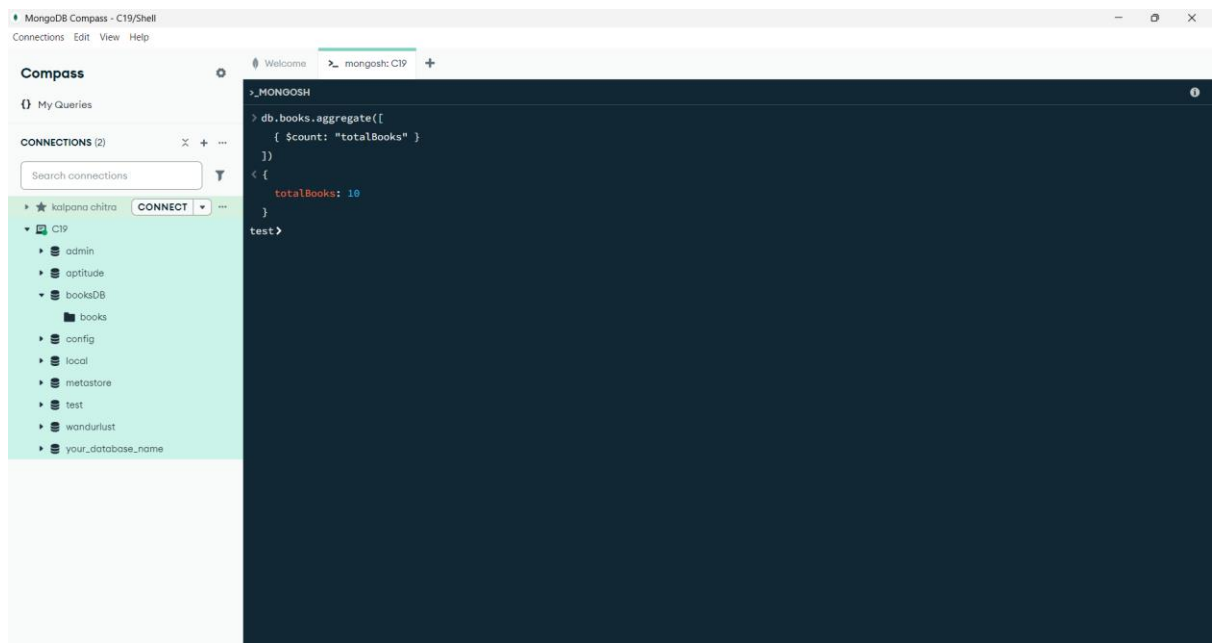 MongoDB Compass - C19/Shell
Connections Edit View Help
Compass
{} My Queries
CONNECTIONS (2)
Search connections
kalpana chitra CONNECT
C19
admin
aptitude
booksDB
books
config
local
metastore
test
wandurlust
your_database_name
Welcome >_ mongosh: C19 +
>_MONGOSH
> db.books.aggregate([
{ $count: "totalBooks" }
])
< {
totalBooks: 10
}
test>